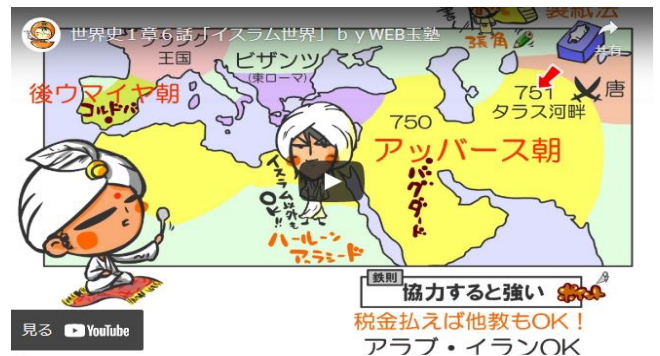 世界史1章6話「イスラム世界」byWEB玉塾
製紙法
張角
共有
フランク
王国
ビザンツ
(東ローマ)
後ウマイヤ朝
コルドバ
751
唐
タラス河畔
750
アッバース朝
バグダード
イスラム以外も
OK!!
ハールーン
アッラシード
鉄則
協力すると強い
税金払えば他教もOK!
アラブ・イランOK
見る YouTube